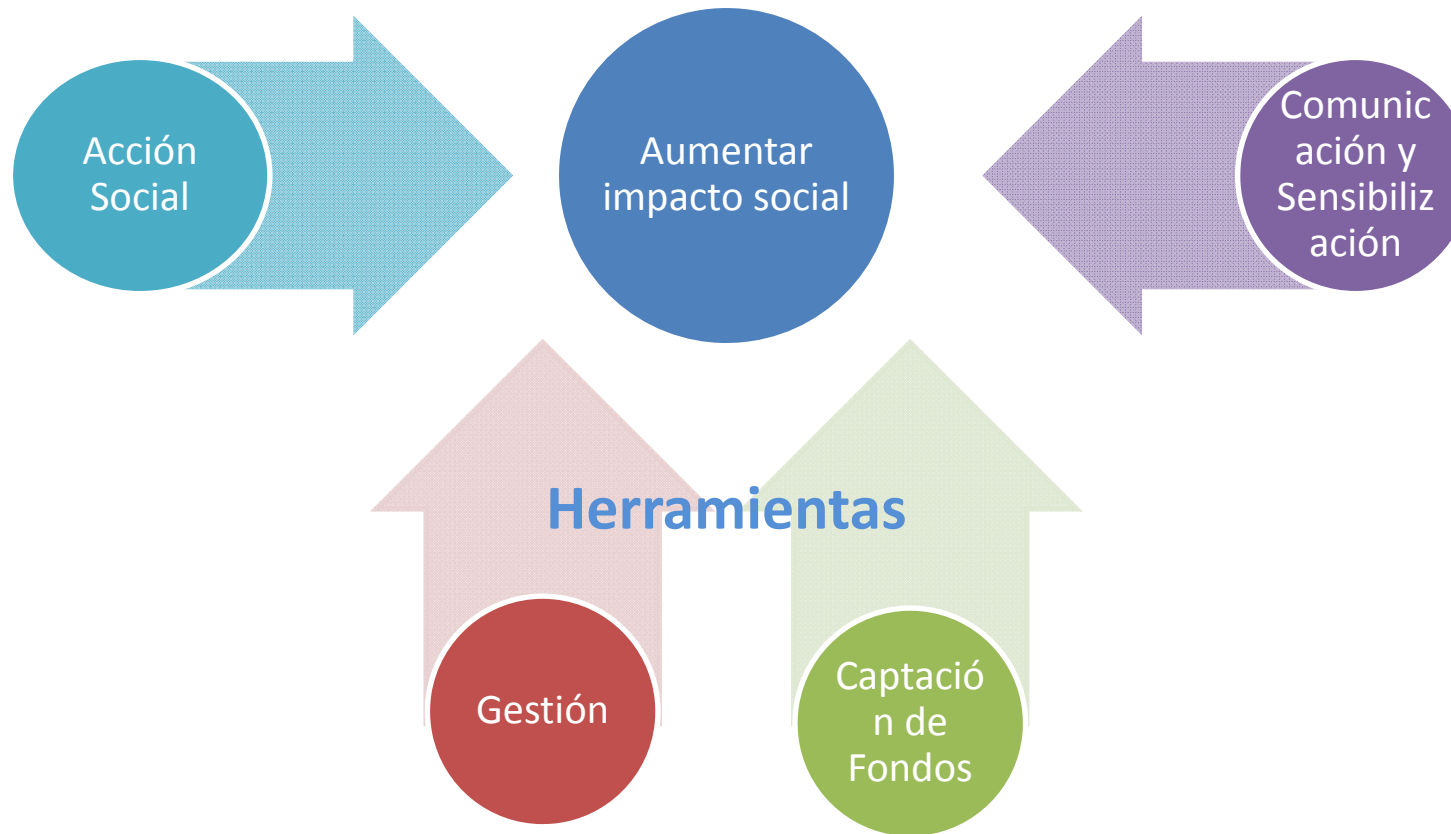 Acción
Social
Aumentar
impacto social
Comunic
ación y
Sensibiliz
ación
Herramientas
Gestión
Captació
n de
Fondos